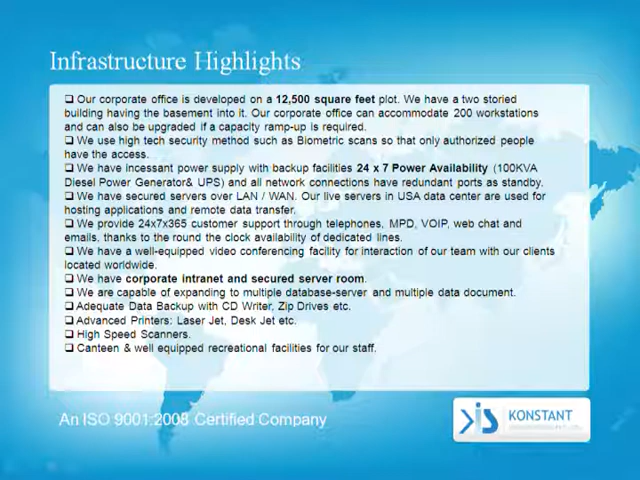 Infrastructure Highlights
❑ Our corporate office is developed on a 12,500 square feet plot. We have a two storied
building having the basement into it. Our corporate office can accommodate 200 workstations
and can also be upgraded if a capacity ramp-up is required.
❑ We use high tech security method such as Biometric scans so that only authorized people
have the access.
❑ We have incessant power supply with backup facilities 24 x 7 Power Availability (100KVA
Diesel Power Generator& UPS) and all network connections have redundant ports as standby.
❑ We have secured servers over LAN / WAN. Our live servers in USA data center are used for
hosting applications and remote data transfer.
❑ We provide 24x7x365 customer support through telephones, MPD, VOIP, web chat and
emails, thanks to the round the clock availability of dedicated lines.
❑ We have a well-equipped video conferencing facility for interaction of our team with our clients
located worldwide.
❑ We have corporate intranet and secured server room.
❑ We are capable of expanding to multiple database-server and multiple data document.
❑ Adequate Data Backup with CD Writer, Zip Drives etc.
❑ Advanced Printers: Laser Jet, Desk Jet etc.
❑ High Speed Scanners.
❑ Canteen & well equipped recreational facilities for our staff.
An ISO 9001:2008 Certified Company
KiS KONSTANT